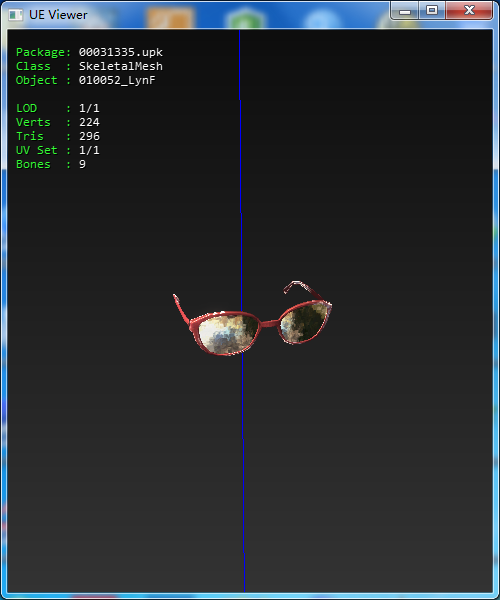 UE Viewer
Package: 00031335.upk
Class : SkeletalMesh
Object : 010052_LynF
LOD : 1/1
Verts : 224
Tris : 296
UV Set : 1/1
Bones : 9